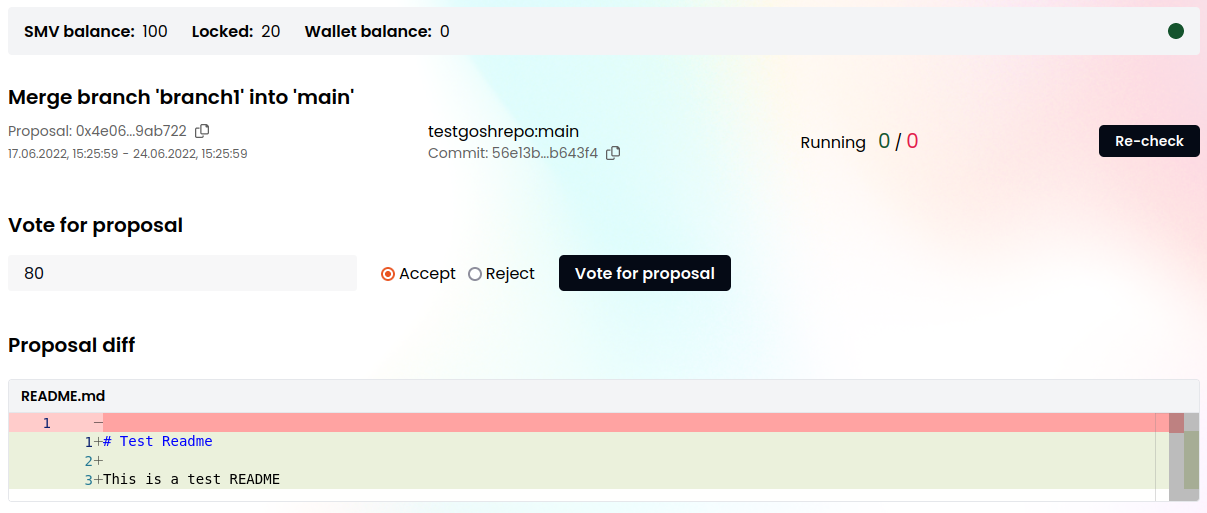 SMV balance: 100 Locked: 20 Wallet balance: 0
Merge branch 'branch1' into 'main'
Proposal: 0x4e06...9ab722
17.06.2022, 15:25:59 - 24.06.2022, 15:25:59
testgoshrepo:main
Commit: 56e13b...b643f4
Running 0 / 0
Re-check
Vote for proposal
80 Accept Reject Vote for proposal
Proposal diff
README.md
1 −
1+# Test Readme
2+
3+This is a test README